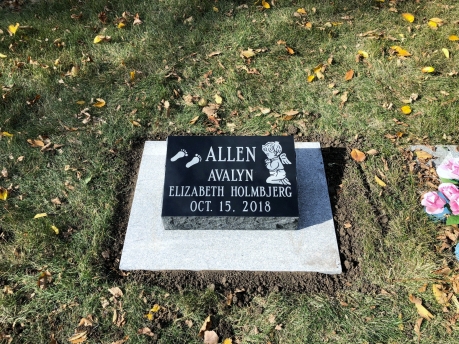 ALLEN
AVALYN
ELIZABETH HOLMBJERG
OCT. 15. 2018